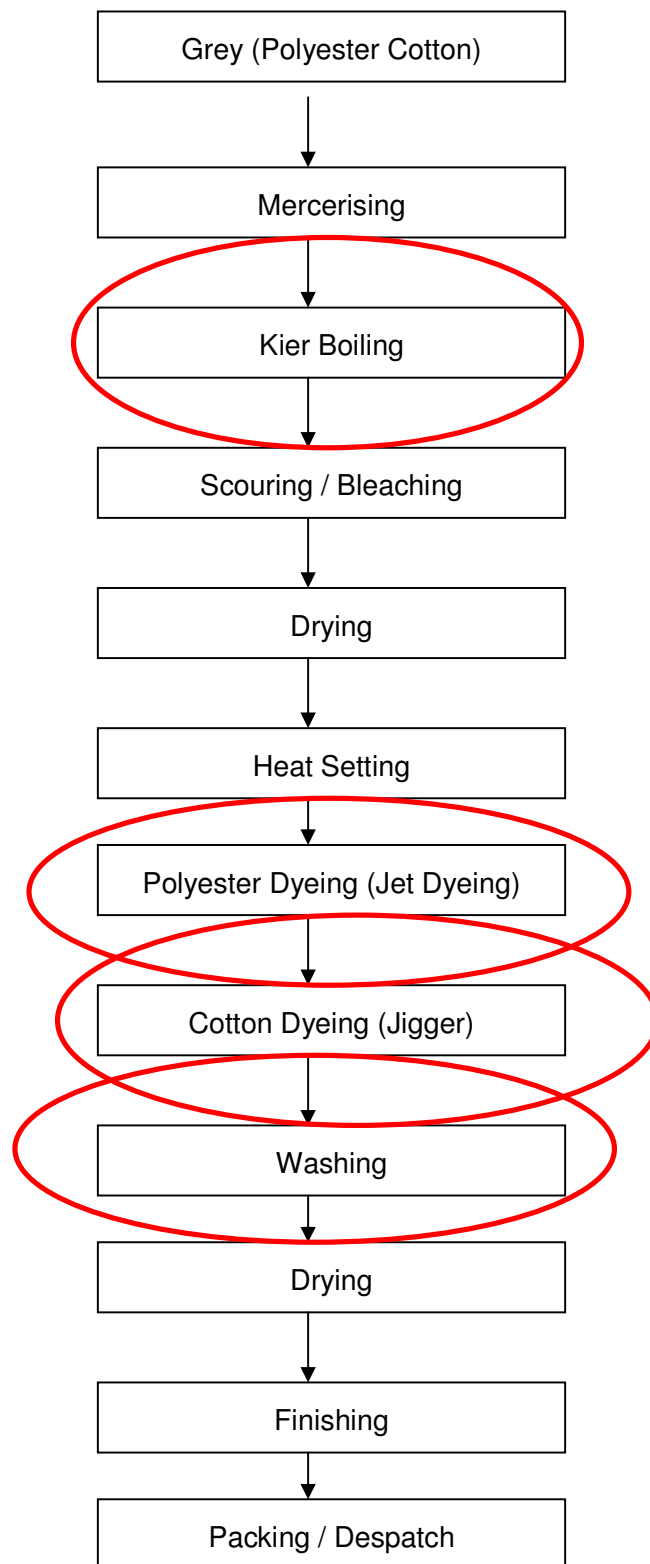 Grey (Polyester Cotton)
Mercerising
Kier Boiling
Scouring / Bleaching
Drying
Heat Setting
Polyester Dyeing (Jet Dyeing)
Cotton Dyeing (Jigger)
Washing
Drying
Finishing
Packing / Despatch